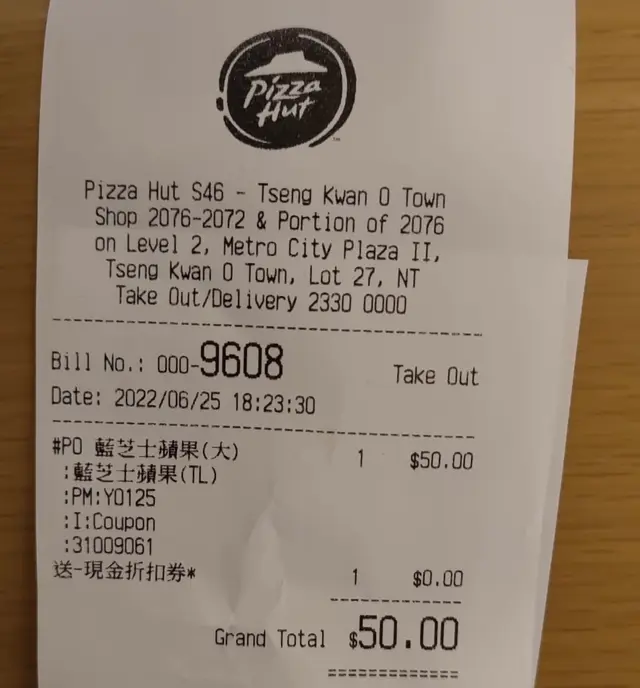 Pizza
Hut
Pizza Hut S46 - Tseng Kwan O Town
Shop 2076-2072 & Portion of 2076
on Level 2, Metro City Plaza II,
Tseng Kwan O Town, Lot 27, NT
Take Out/Delivery 2330 0000
Bill No.: 000-9608 Take Out
Date: 2022/06/25 18:23:30
#PO 藍芝士蘋果(大) 1 $50.00
:藍芝士蘋果(TL)
:PM:Y0125
:I:Coupon
:31009061
送-現金折扣券* 1 $0.00
Grand Total $50.00